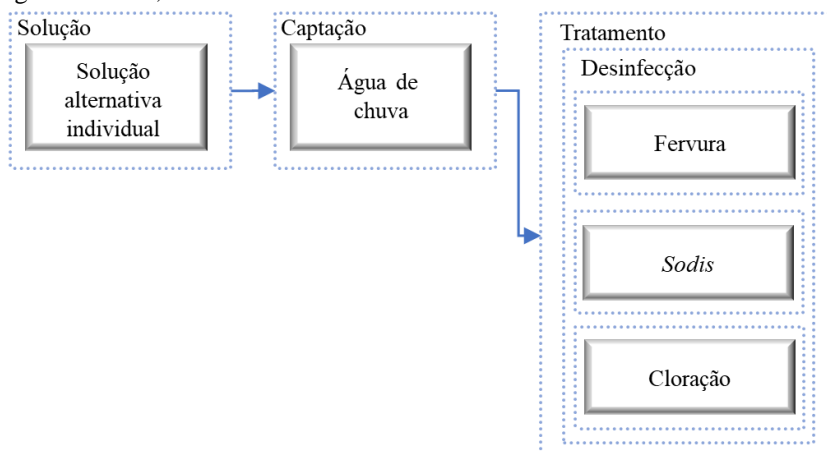 Solução
Solução
alternativa
individual
Captação
Água de
chuva
Tratamento
Desinfecção
Fervura
Sodis
Cloração